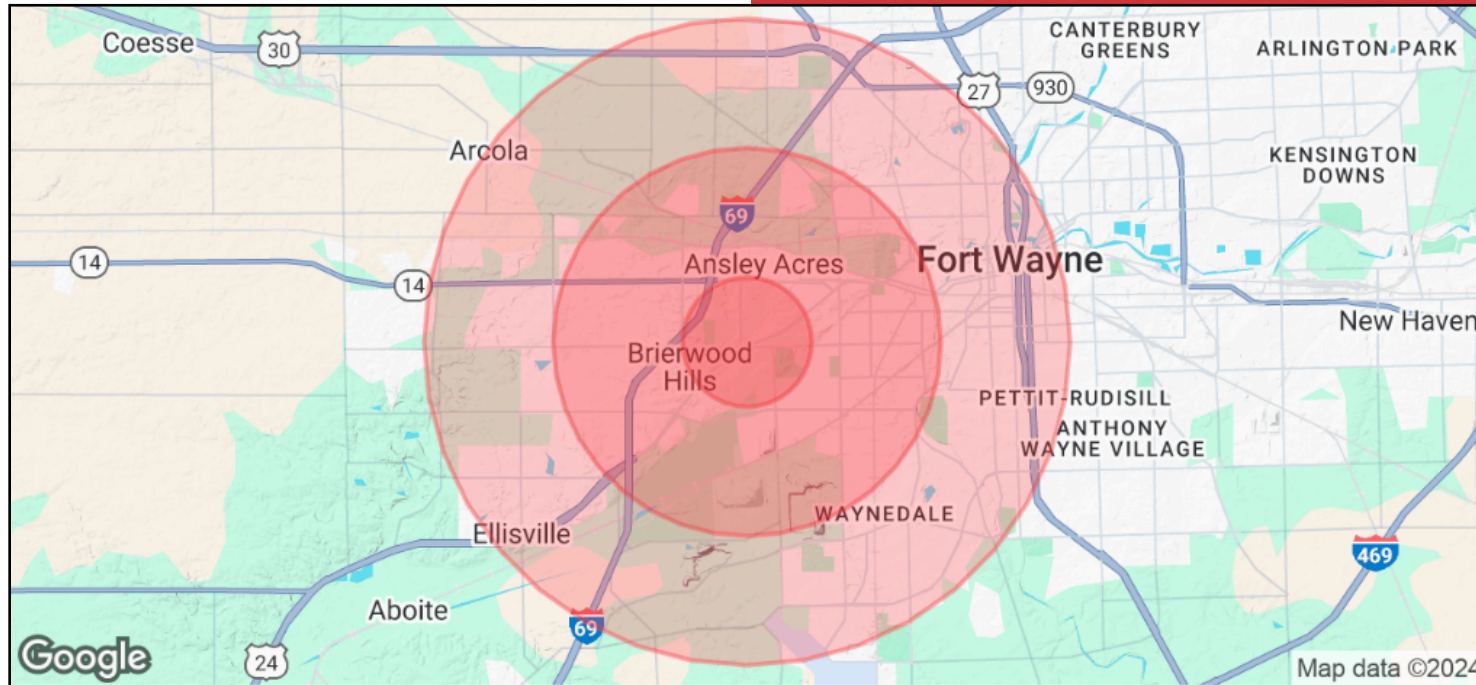 Coesse
30
CANTERBURY
GREENS
ARLINGTON PARK
27
930
Arcola
KENSINGTON
DOWNS
69
14
Ansley Acres
Fort Wayne
14
New Haven
Brierwood
Hills
PETTIT-RUDISILL
ANTHONY
WAYNE VILLAGE
WAYNEDALE
Ellisville
469
Aboite
69
24
Google
Map data ©2024